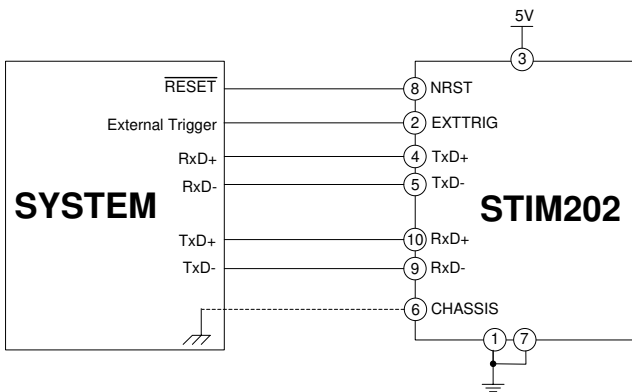 5V
3
RESET
8 NRST
External Trigger
2 EXTTRIG
RxD+
4 TxD+
RxD-
5 TxD-
SYSTEM
STIM202
TxD+
10 RxD+
TxD-
9 RxD-
6 CHASSIS
1 7